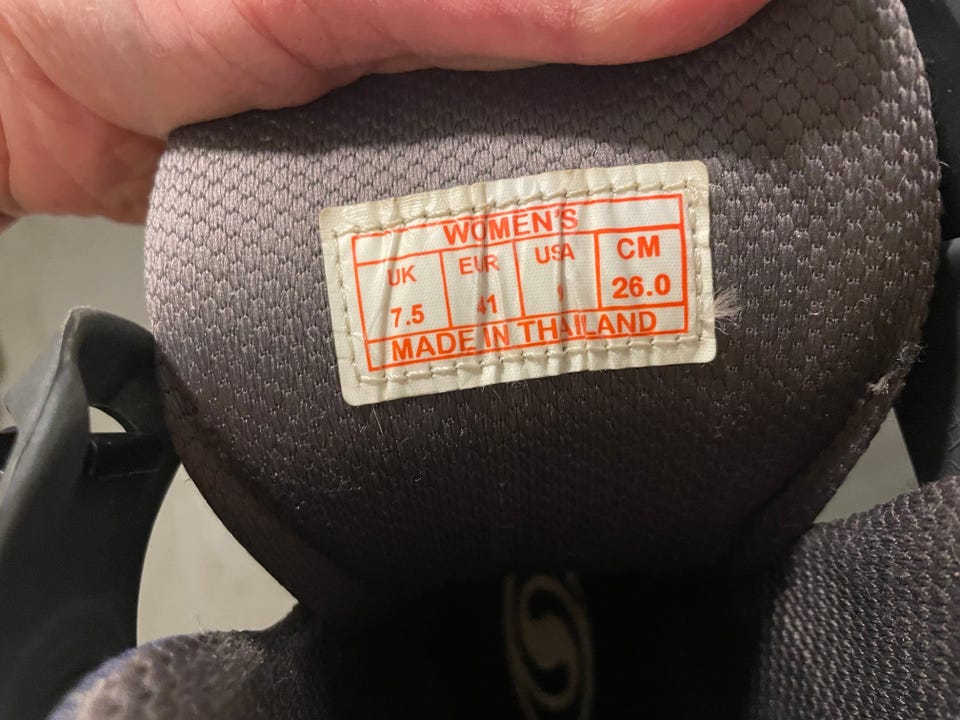 WOMEN'S
UK EUR USA CM
7.5 41 26.0
MADE IN THAILAND